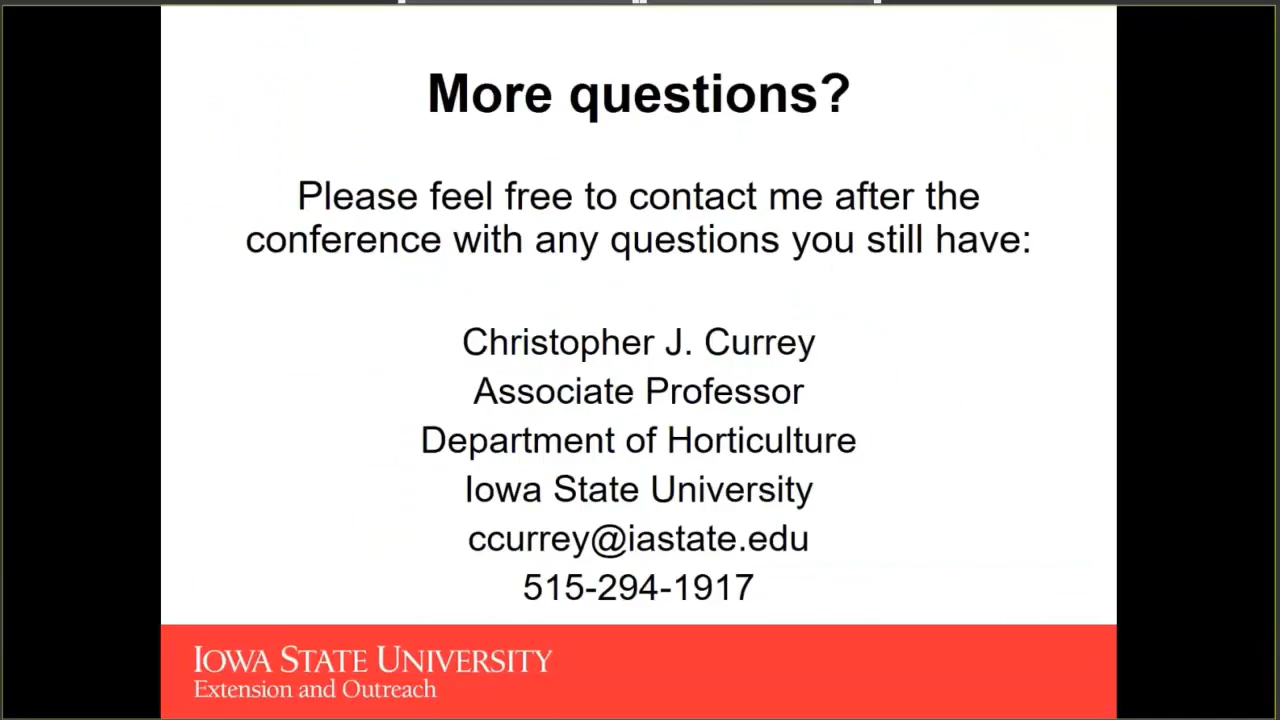 More questions?
Please feel free to contact me after the
conference with any questions you still have:
Christopher J. Currey
Associate Professor
Department of Horticulture
Iowa State University
ccurrey@iastate.edu
515-294-1917
IOWA STATE UNIVERSITY
Extension and Outreach